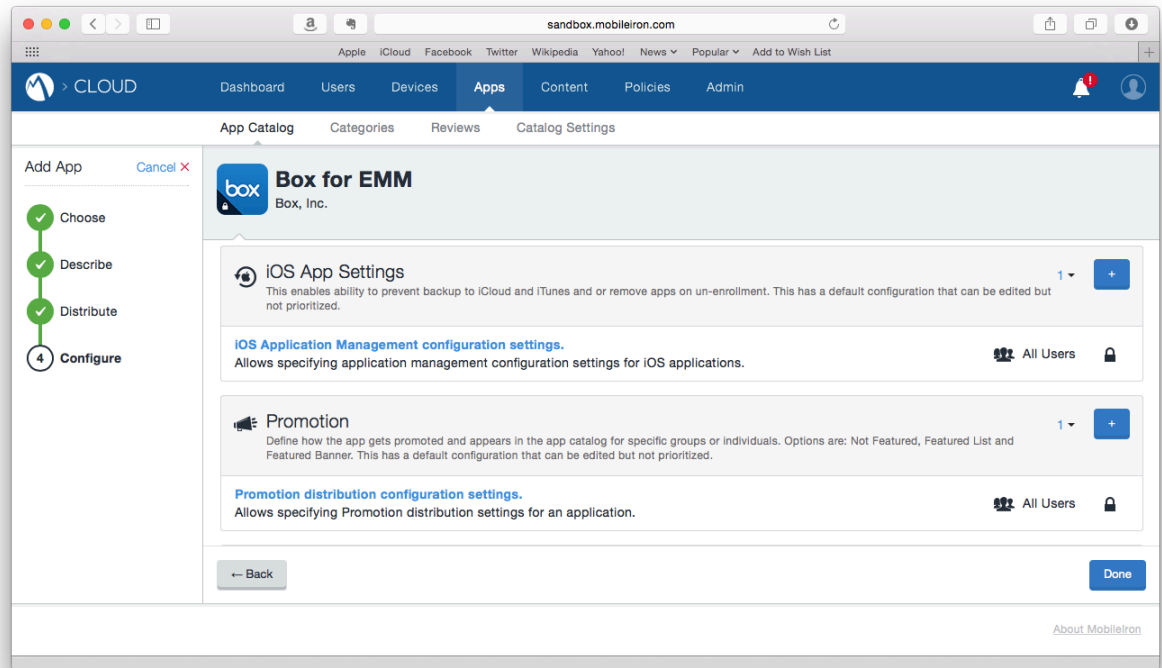 sandbox.mobileiron.com
Apple iCloud Facebook Twitter Wikipedia Yahoo! News Popular Add to Wish List
> CLOUD Dashboard Users Devices Apps Content Policies Admin
App Catalog Categories Reviews Catalog Settings
Add App Cancel ×
Choose
Describe
Distribute
4 Configure
box
Box for EMM
Box, Inc.
iOS App Settings
This enables ability to prevent backup to iCloud and iTunes and or remove apps on un-enrollment. This has a default configuration that can be edited but
not prioritized.
1 +
iOS Application Management configuration settings.
Allows specifying application management configuration settings for iOS applications.
All Users
Promotion
Define how the app gets promoted and appears in the app catalog for specific groups or individuals. Options are: Not Featured, Featured List and
Featured Banner. This has a default configuration that can be edited but not prioritized.
1 +
Promotion distribution configuration settings.
Allows specifying Promotion distribution settings for an application.
All Users
← Back Done
About MobileIron